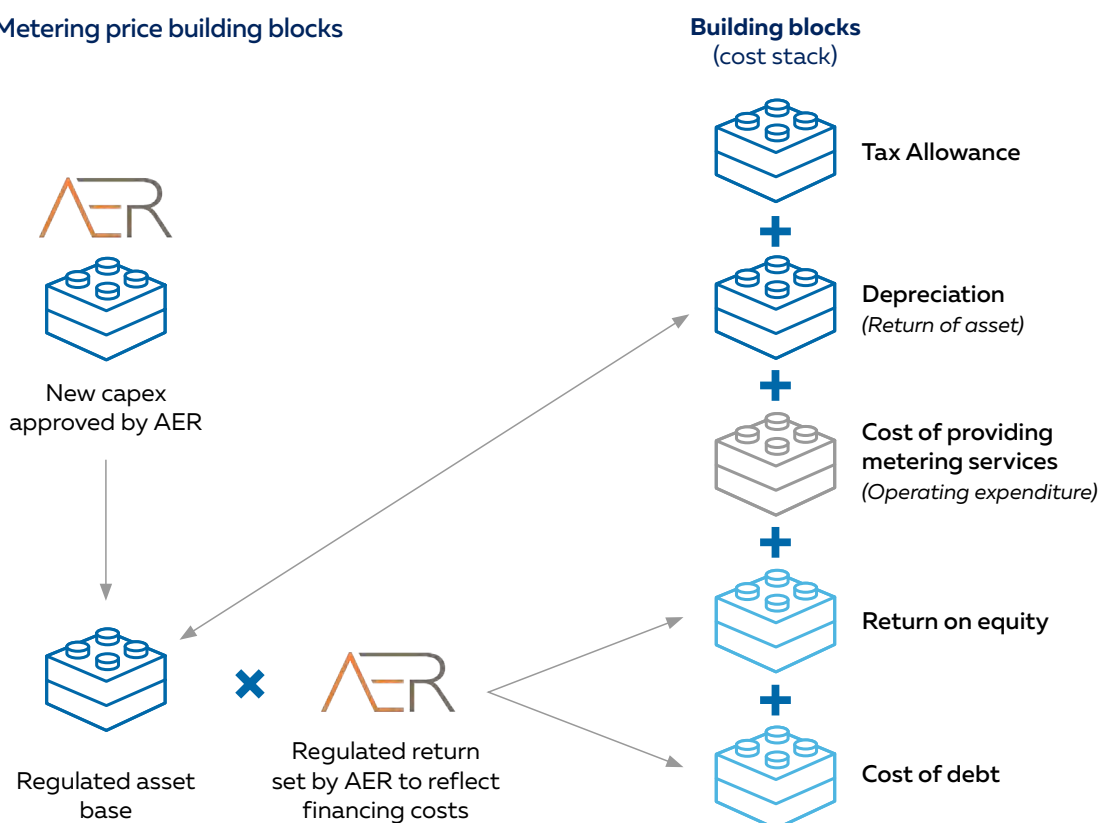 Metering price building blocks
Building blocks
(cost stack)
Tax Allowance
AER
New capex
approved by AER
Depreciation
(Return of asset)
Cost of providing
metering services
(Operating expenditure)
Return on equity
Regulated asset
base
AER
Regulated return
set by AER to reflect
financing costs
Cost of debt